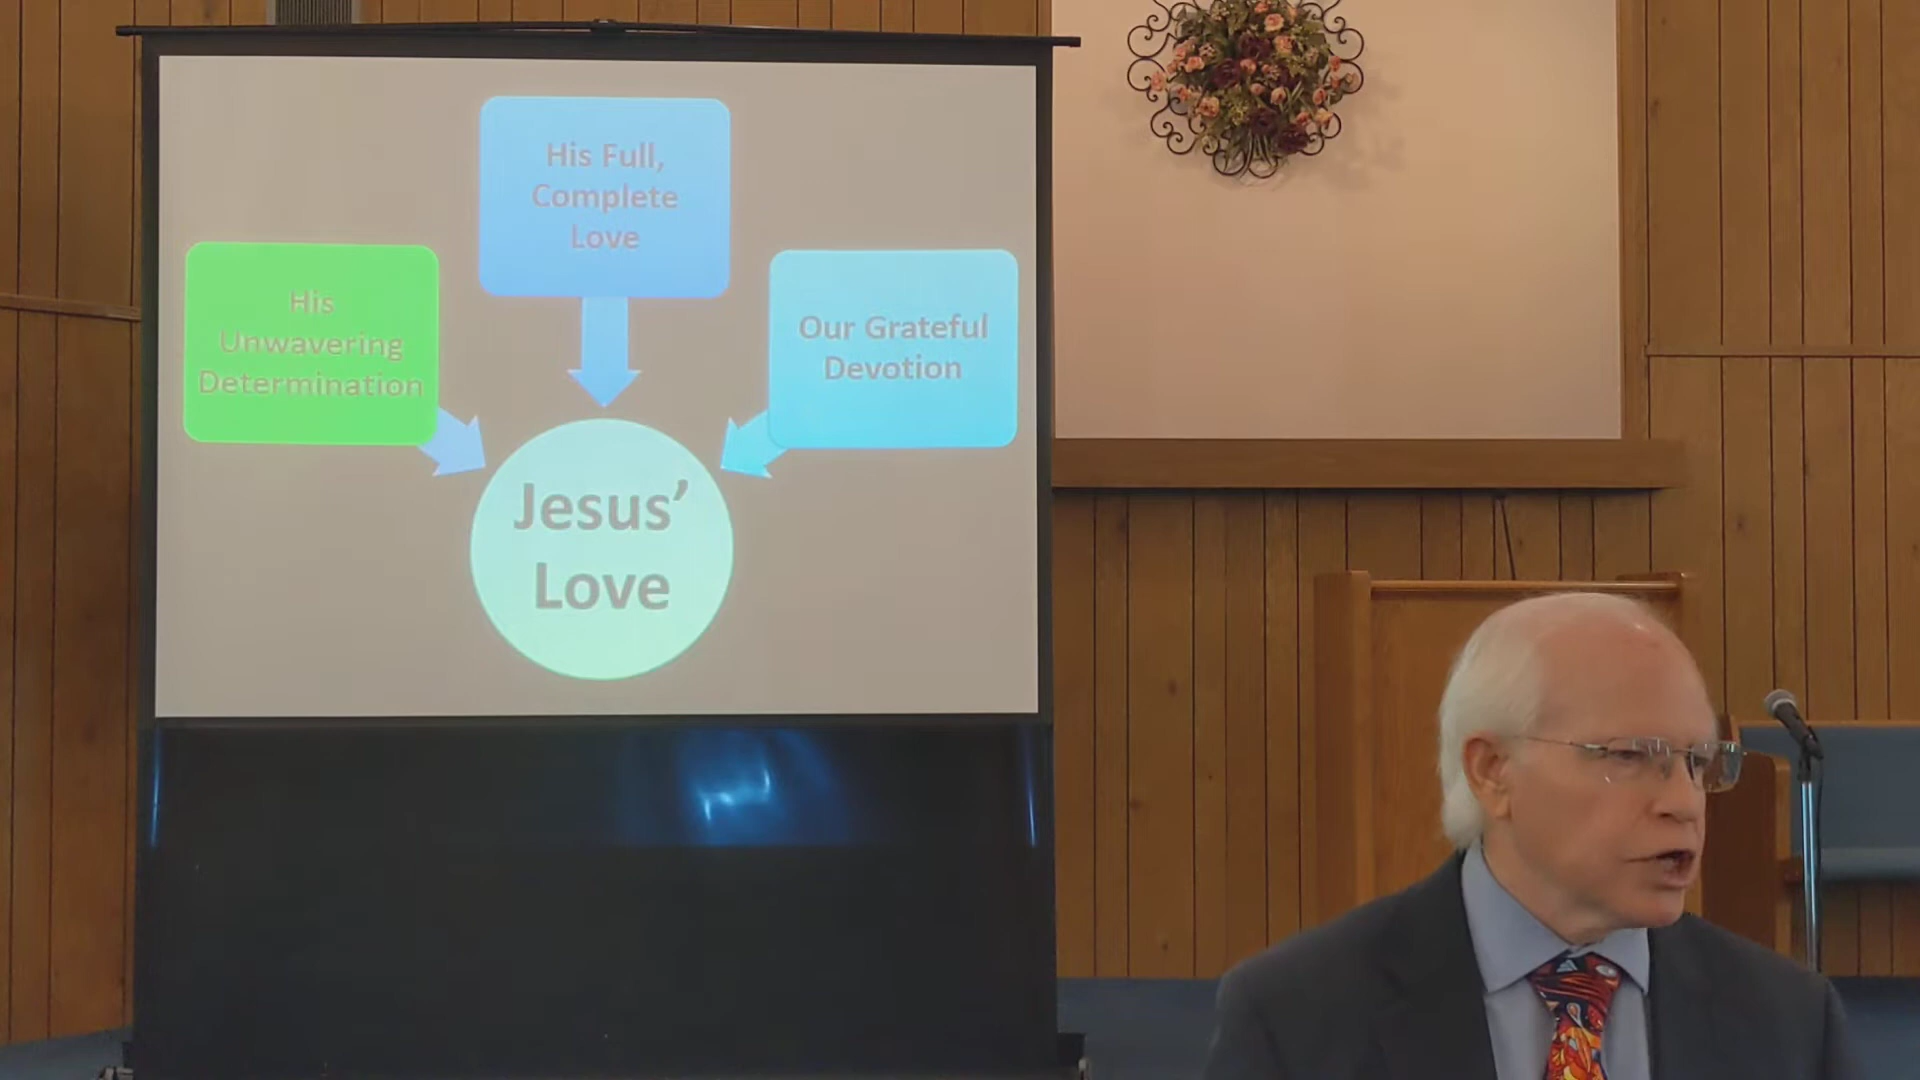 His Full,
Complete
Love
His
Unwavering
Determination
Our Grateful
Devotion
Jesus’
Love